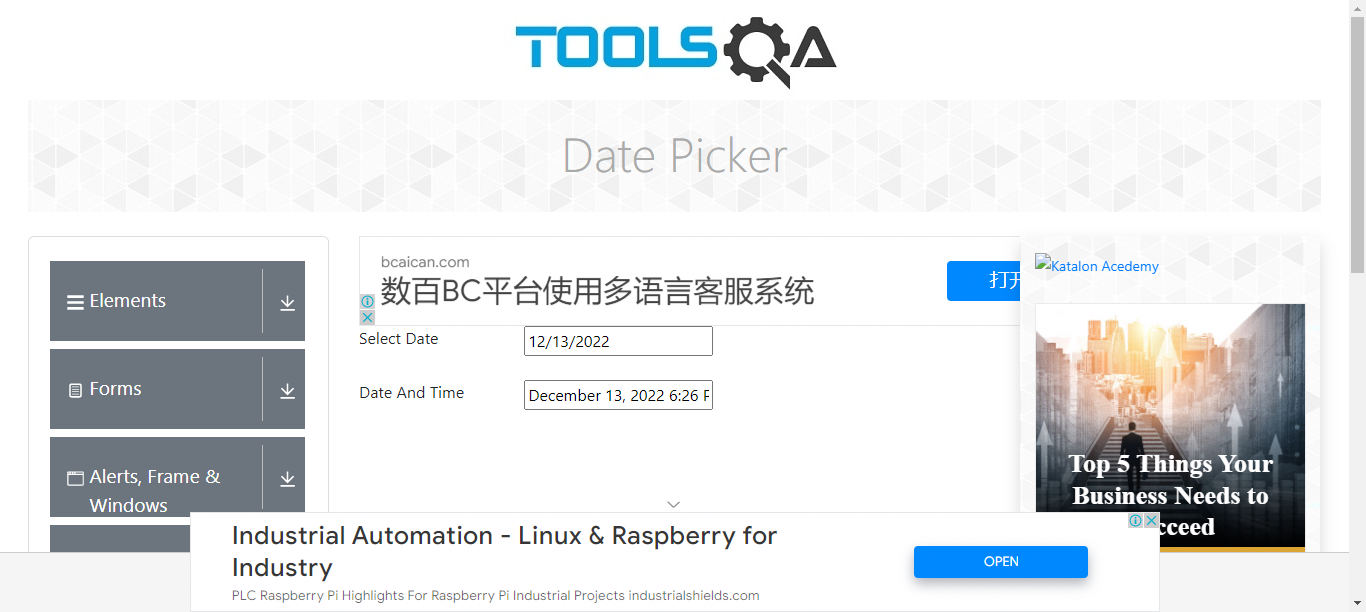 TOOLSQA
Date Picker
Elements
Forms
Alerts, Frame &
Windows
bcaican.com
数百BC平台使用多语言客服系统
打开
Select Date
12/13/2022
Date And Time
December 13, 2022 6:26 P
Katalon Acedemy
Top 5 Things Your
Business Needs to
cceed
Industrial Automation - Linux & Raspberry for
Industry
PLC Raspberry Pi Highlights For Raspberry Pi Industrial Projects industrialshields.com
OPEN